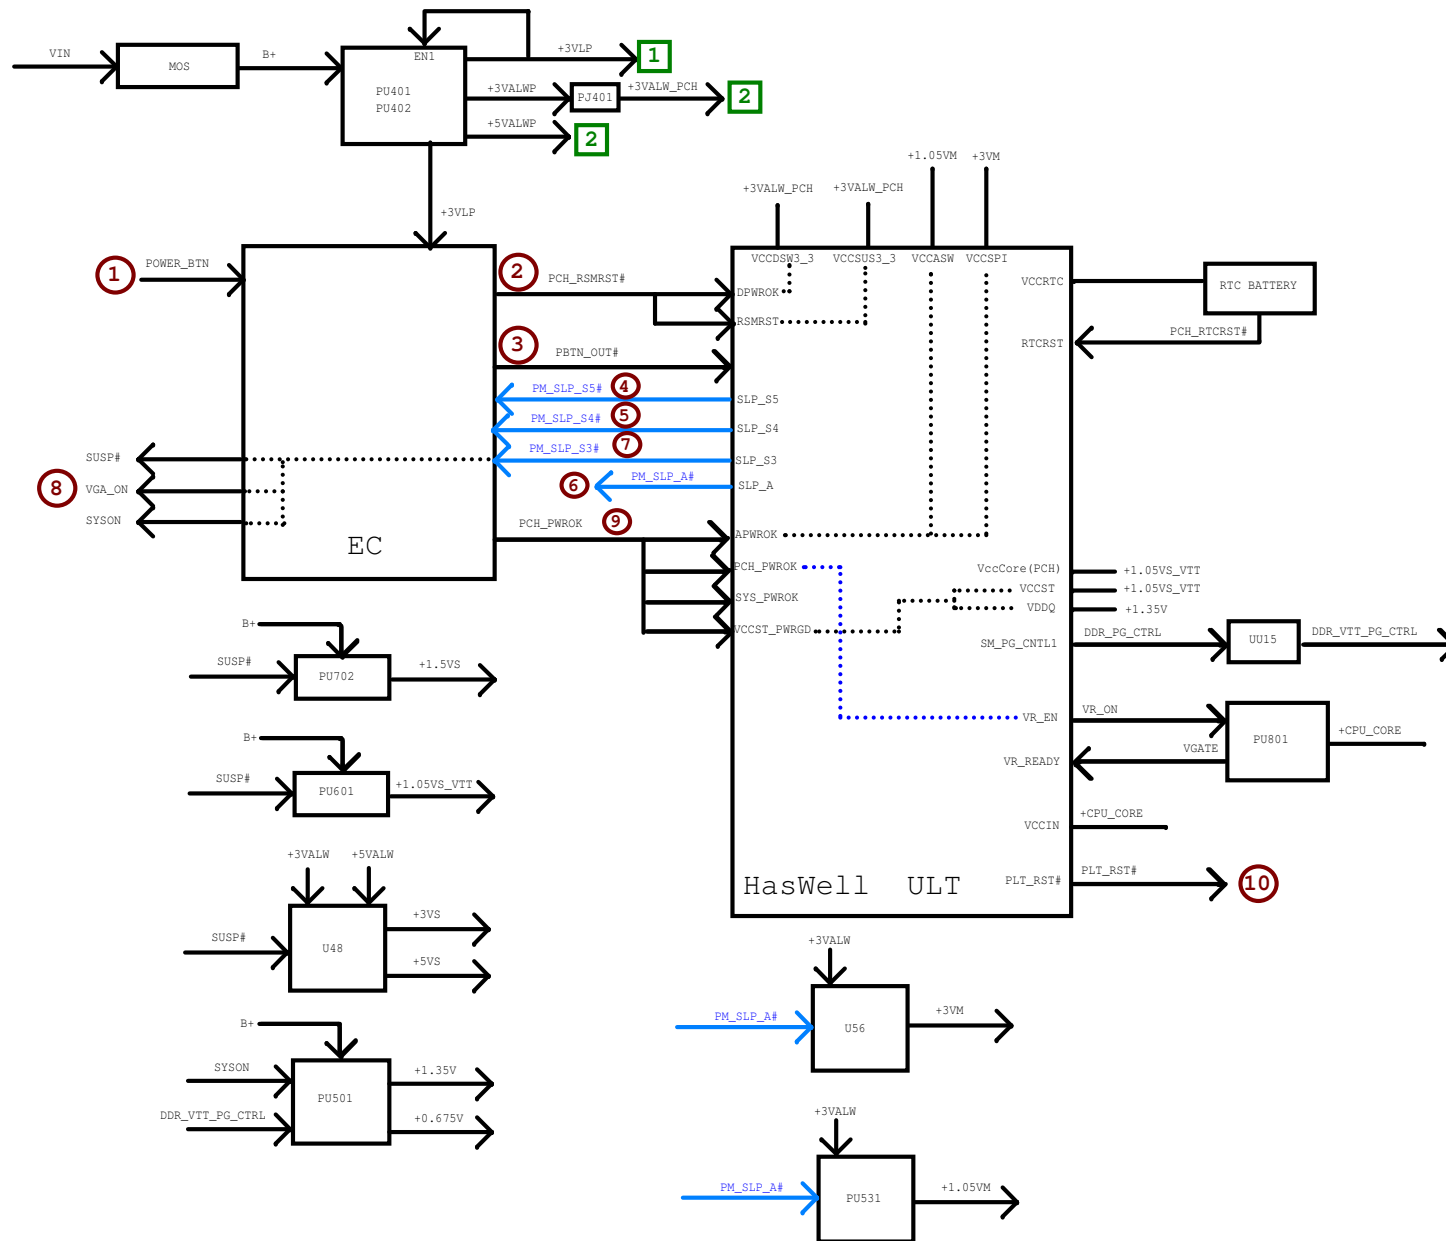 VIN
MOS
B+
EN1
PU401
PU402
+3VLP
1
+3VALWP
PJ401
+3VALW_PCH
2
+5VALWP
2
+3VLP
1
POWER_BTN
2
PCH_RSMRST#
3
PBTN_OUT#
PM_SLP_S5#
4
PM_SLP_S4#
5
PM_SLP_S3#
7
PM_SLP_A#
6
SUSP#
8
VGA_ON
SYSON
PCH_PWROK
9
EC
+1.05VM
+3VM
+3VALW_PCH
+3VALW_PCH
VCCDSW3_3
VCCSUS3_3
VCCASW
VCCSPI
DPWROK
RSMRST
SLP_S5
SLP_S4
SLP_S3
SLP_A
APWROK
PCH_PWROK
SYS_PWROK
VCCST_PWRGD
VCCRTC
RTC BATTERY
RTCRST
PCH_RTCRST#
VccCore(PCH)
+1.05VS_VTT
VCCST
+1.05VS_VTT
VDDQ
+1.35V
SM_PG_CNTL1
DDR_PG_CTRL
UU15
DDR_VTT_PG_CTRL
VR_EN
VR_ON
PU801
+CPU_CORE
VR_READY
VGATE
VCCIN
+CPU_CORE
PLT_RST#
PLT_RST#
10
HasWell ULT
B+
SUSP#
PU702
+1.5VS
B+
SUSP#
PU601
+1.05VS_VTT
+3VALW
+5VALW
SUSP#
U48
+3VS
+5VS
B+
SYSON
DDR_VTT_PG_CTRL
PU501
+1.35V
+0.675V
+3VALW
PM_SLP_A#
U56
+3VM
+3VALW
PM_SLP_A#
PU531
+1.05VM